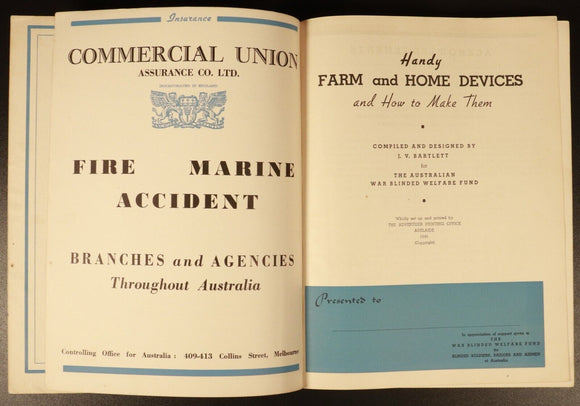 Insurance
COMMERCIAL UNION
ASSURANCE CO. LTD.
INCORPORATED IN ENGLAND
FIRE MARINE
ACCIDENT
BRANCHES and AGENCIES
Throughout Australia
Controlling Office for Australia : 409-413 Collins Street, Melbourne
Handy
FARM and HOME DEVICES
and How to Make Them
COMPILED AND DESIGNED BY
J. V. BARTLETT
for
THE AUSTRALIAN
WAR BLINDED WELFARE FUND
Wholly set up and printed by
THE ADVERTISER PRINTING OFFICE
ADELAIDE
Copyright
Presented to
In appreciation of support given to
THE
WAR BLINDED WELFARE FUND
BLINDED SOLDIERS, SAILORS AND AIRMEN
of Australia